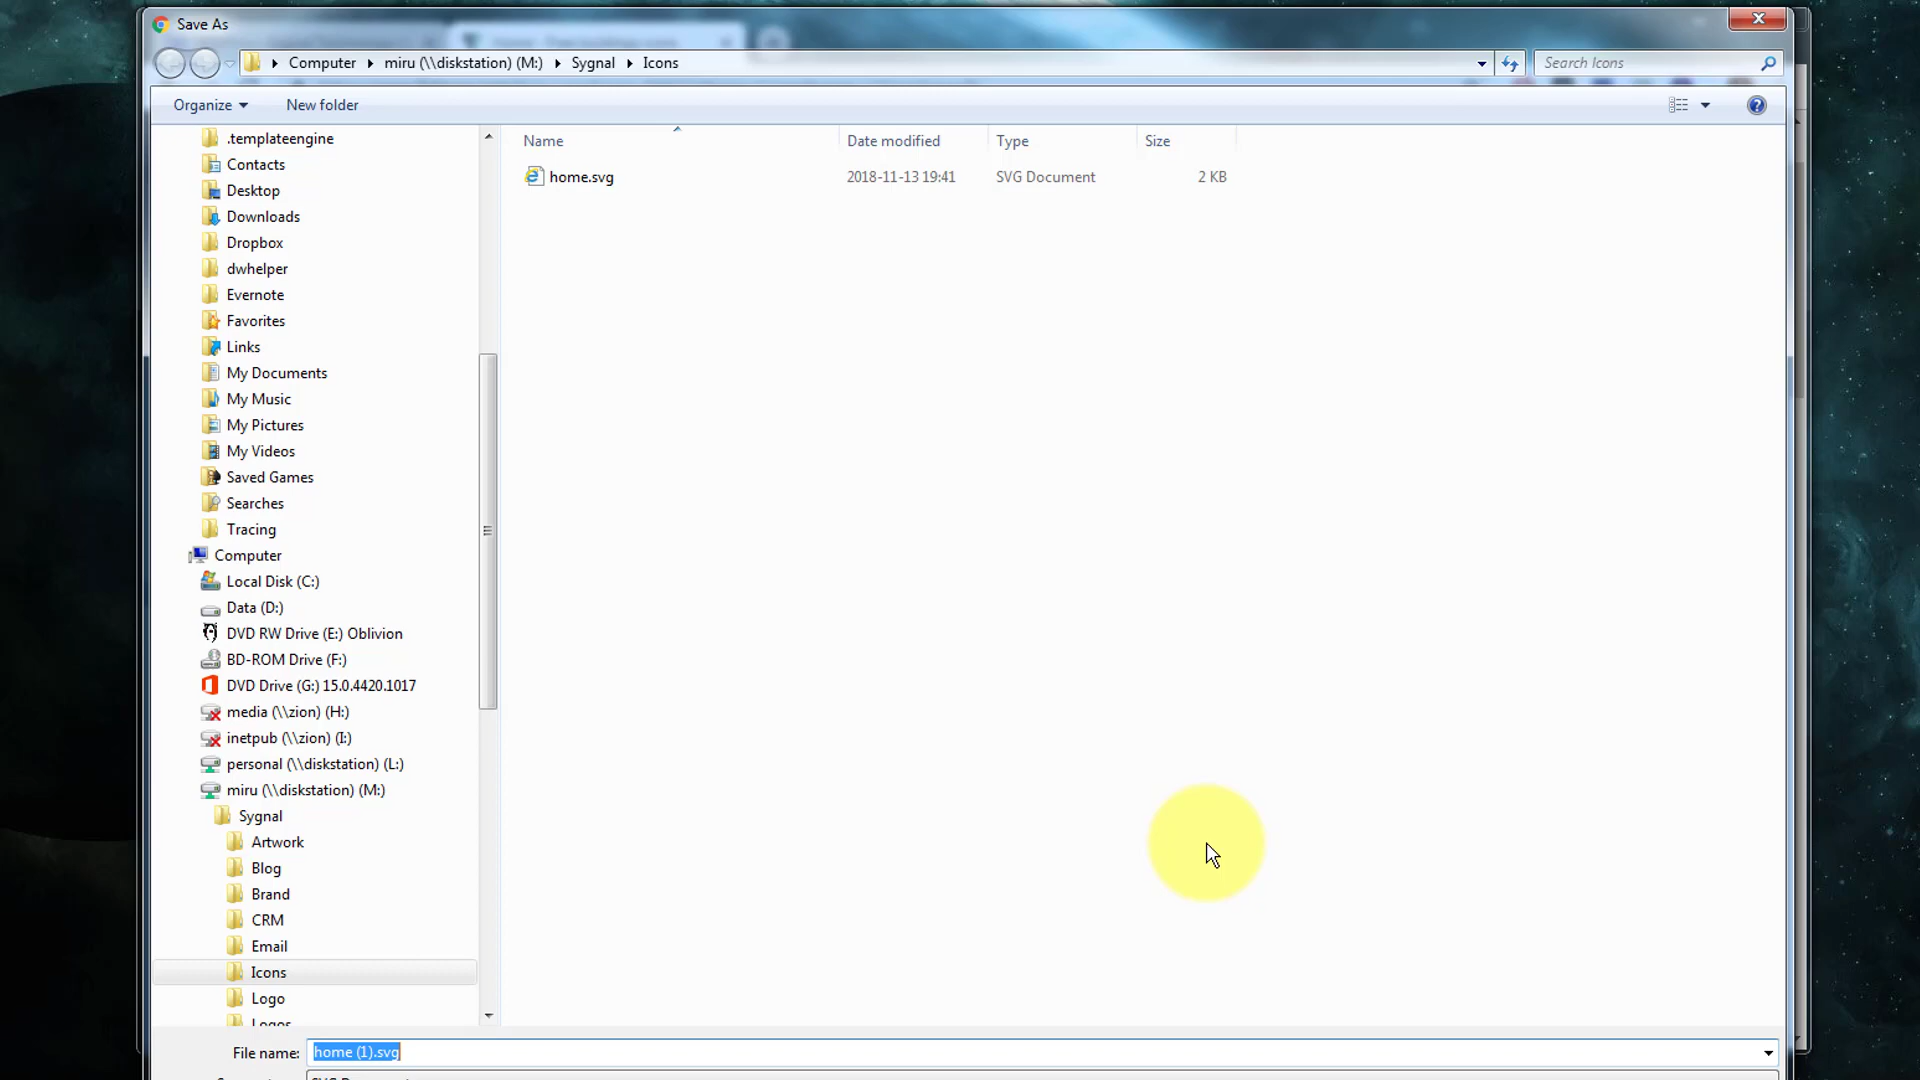 Save As
Computer miru (\\diskstation) (M:) Sygnal Icons
Search Icons
Organize New folder
Name Date modified Type Size
home.svg 2018-11-13 19:41 SVG Document 2 KB
.templateengine
Contacts
Desktop
Downloads
Dropbox
dwhelper
Evernote
Favorites
Links
My Documents
My Music
My Pictures
My Videos
Saved Games
Searches
Tracing
Computer
Local Disk (C:)
Data (D:)
DVD RW Drive (E:) Oblivion
BD-ROM Drive (F:)
DVD Drive (G:) 15.0.4420.1017
media (\\zion) (H:)
inetpub (\\zion) (I:)
personal (\\diskstation) (L:)
miru (\\diskstation) (M:)
Sygnal
Artwork
Blog
Brand
CRM
Email
Icons
Logo
Logos
File name: home (1).svg